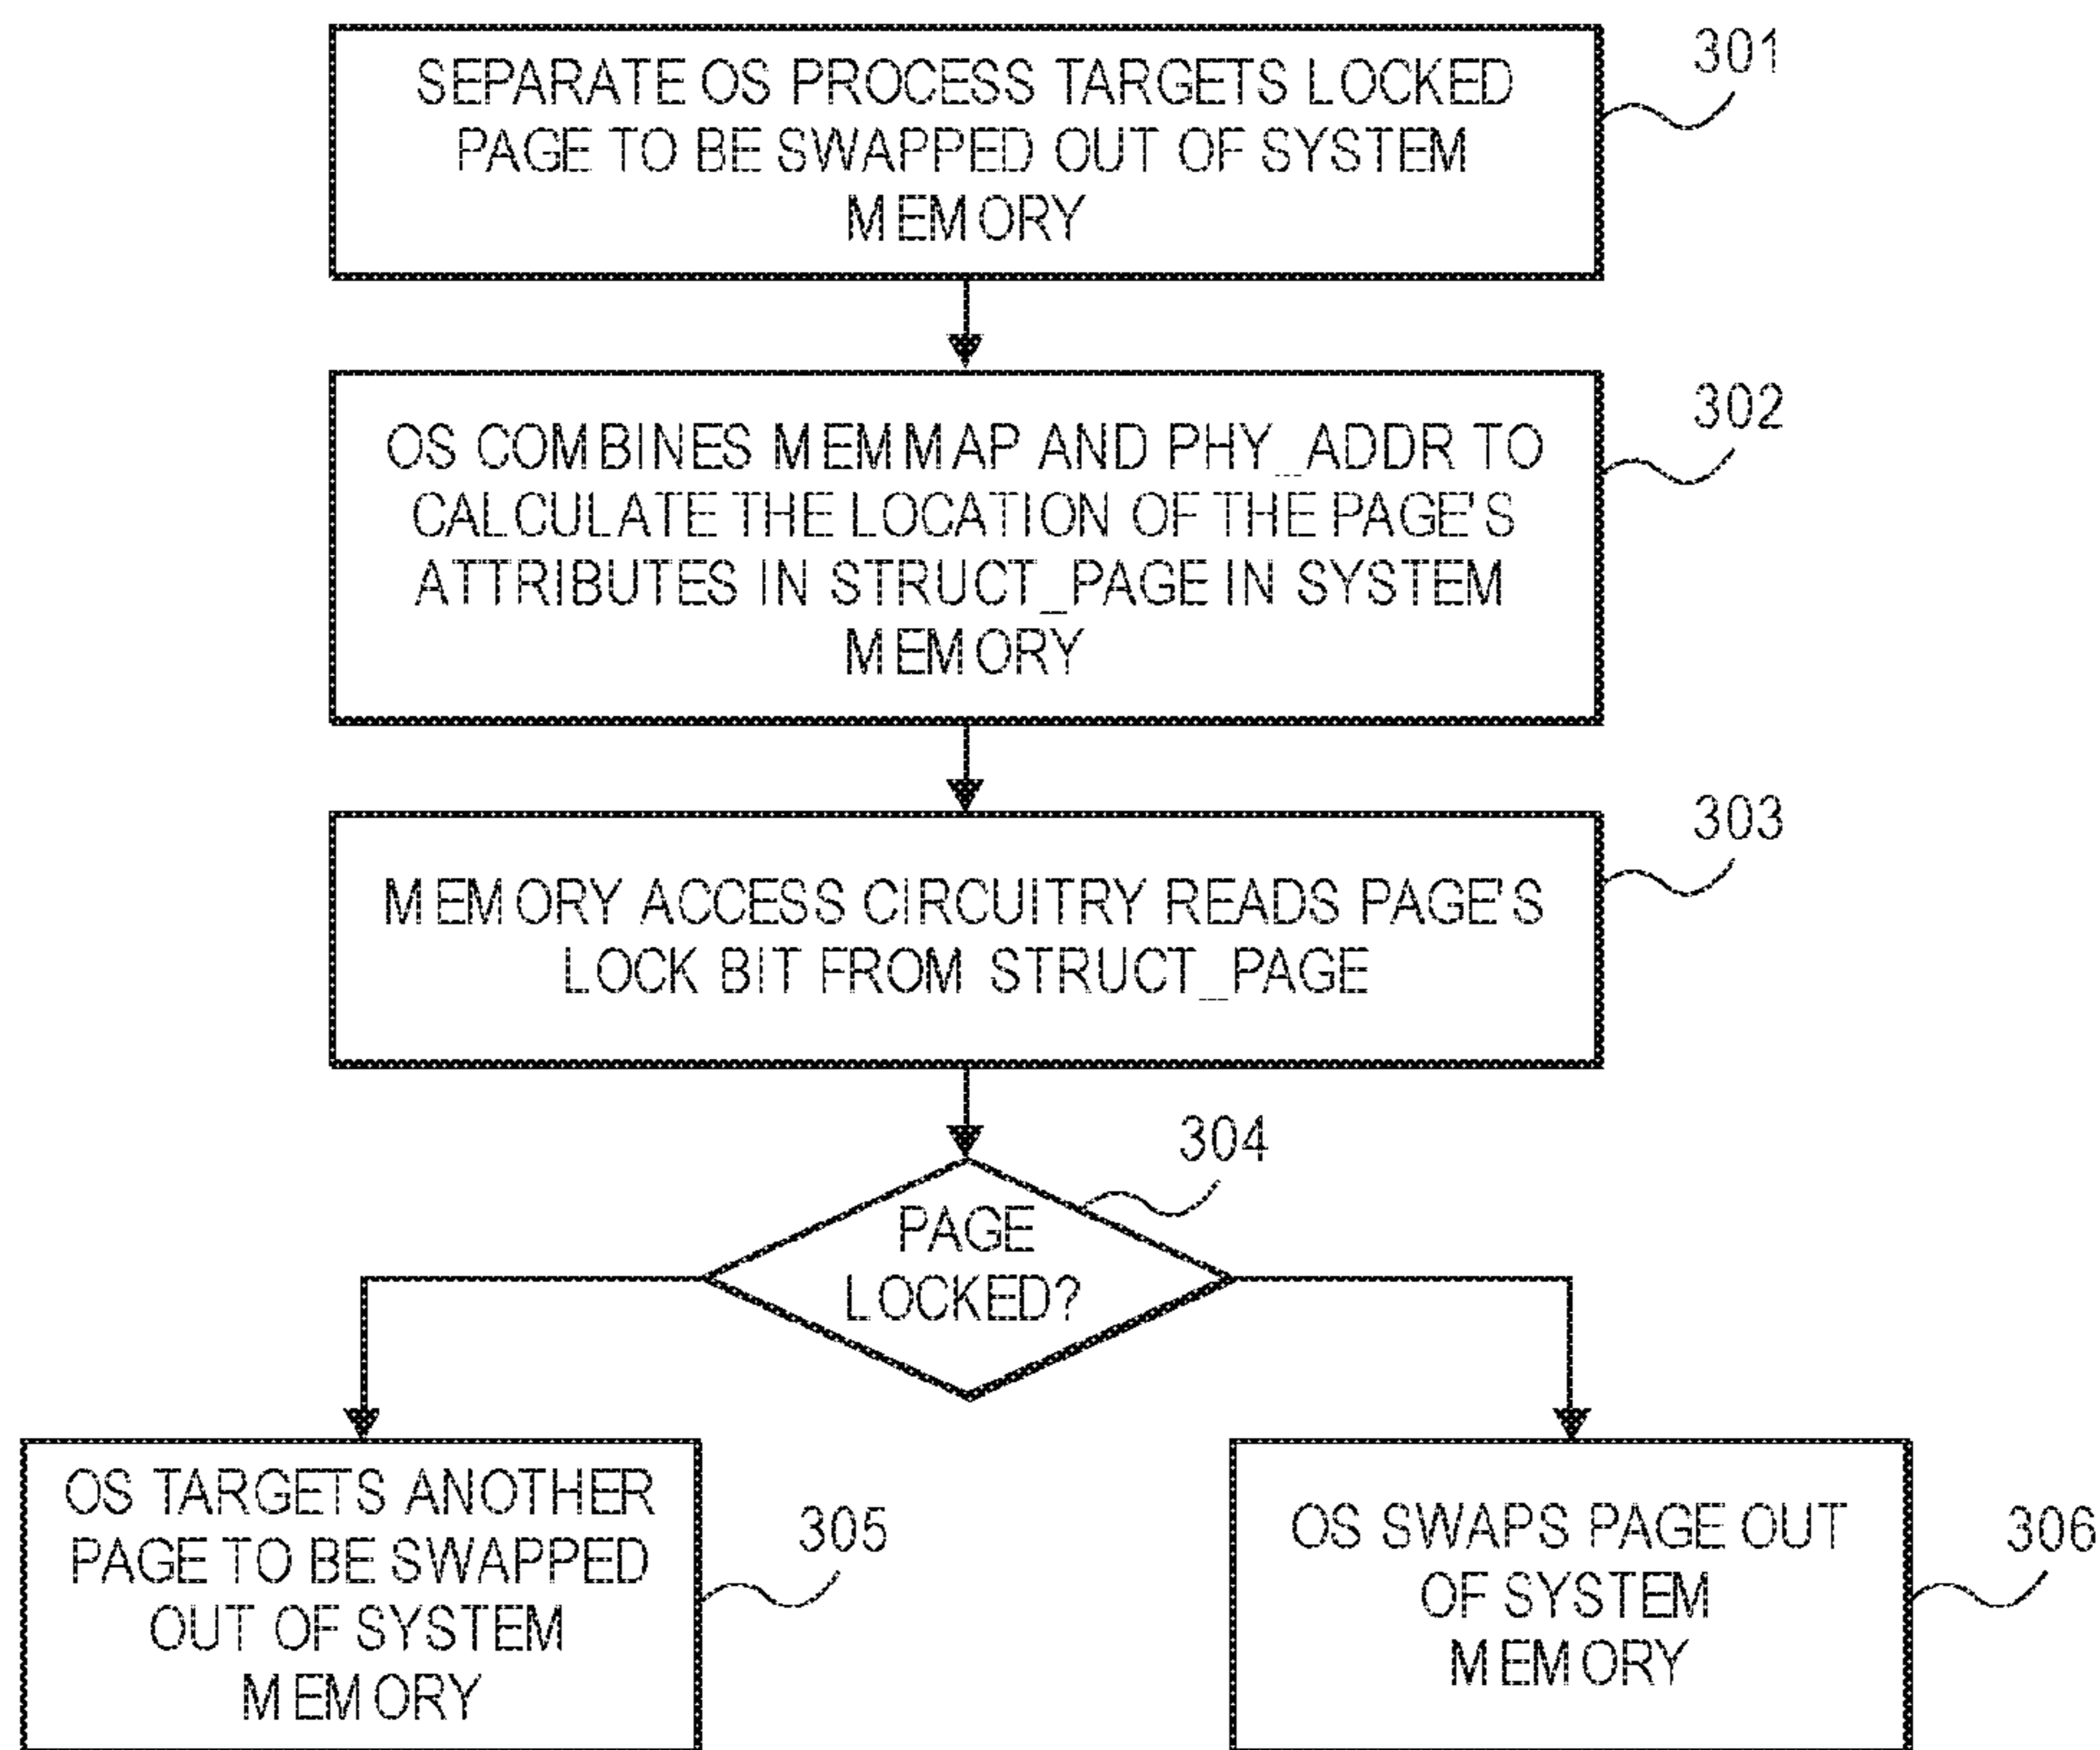 SEPARATE OS PROCESS TARGETS LOCKED
PAGE TO BE SWAPPED OUT OF SYSTEM
MEMORY
301
OS COMBINES MEMMAP AND PHY_ADDR TO
CALCULATE THE LOCATION OF THE PAGE'S
ATTRIBUTES IN STRUCT_PAGE IN SYSTEM
MEMORY
302
MEMORY ACCESS CIRCUITRY READS PAGE'S
LOCK BIT FROM STRUCT_PAGE
303
PAGE
LOCKED?
304
OS TARGETS ANOTHER
PAGE TO BE SWAPPED
OUT OF SYSTEM
MEMORY
305
OS SWAPS PAGE OUT
OF SYSTEM
MEMORY
306